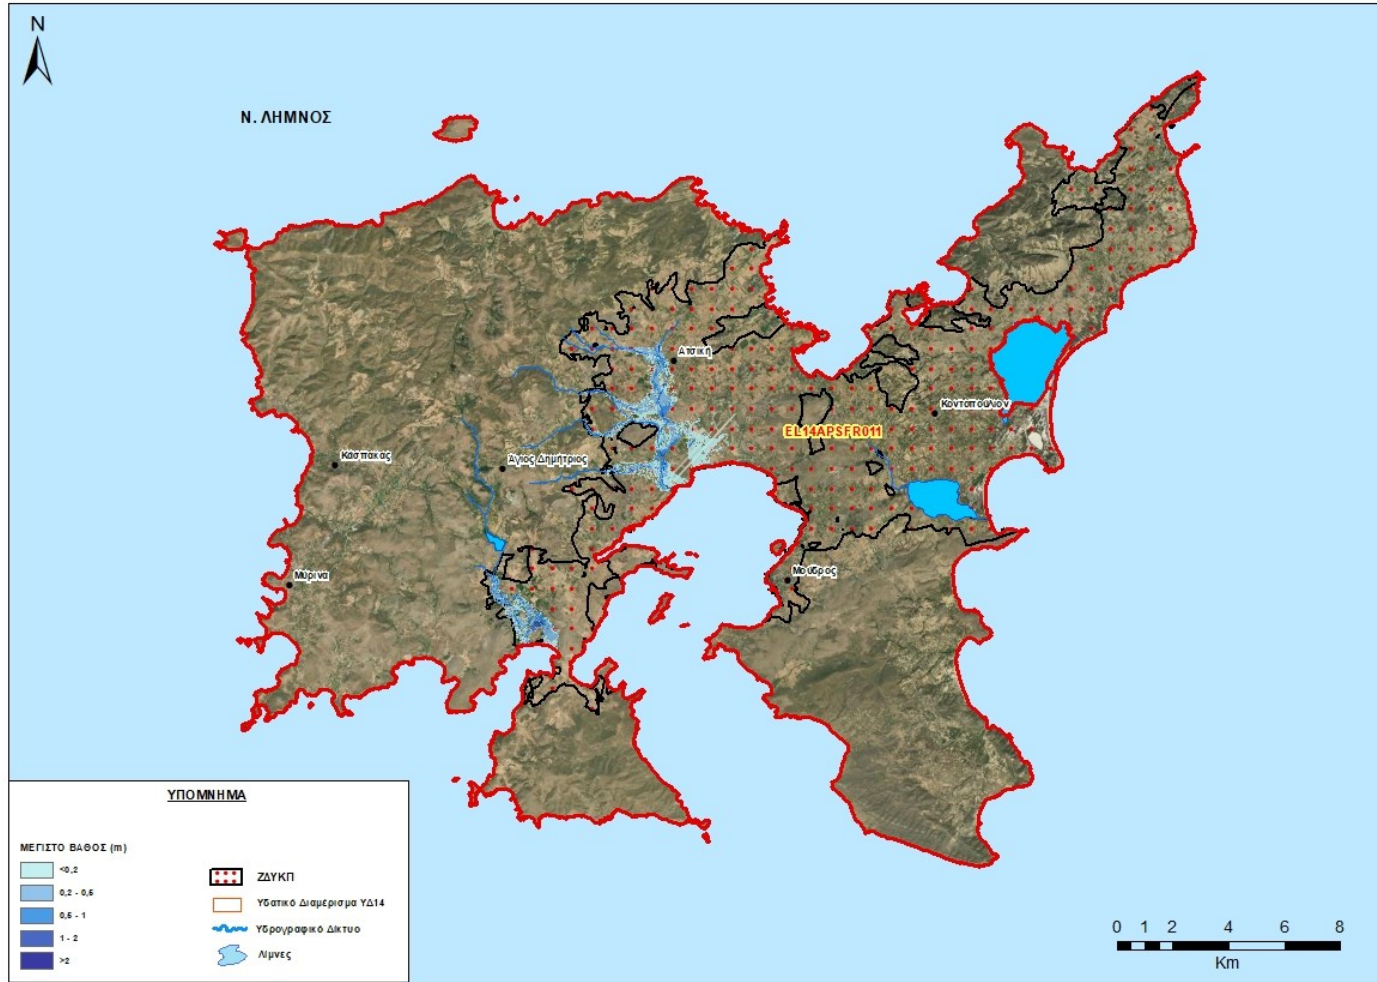 N
Ν. ΛΗΜΝΟΣ
Ατσική
Κοντοπούλιον
EL14APSFR011
Κάσπακας
Άγιος Δημήτριος
Μούδρος
Μύρινα
ΥΠΟΜΝΗΜΑ
ΜΕΓΙΣΤΟ ΒΑΘΟΣ (m)
<0,2
0,2 - 0,5
0,5 - 1
1 - 2
>2
ΖΔΥΚΠ
Υδατικό Διαμέρισμα ΥΔ14
Υδρογραφικό Δίκτυο
Λίμνες
0 1 2 4 6 8
Km